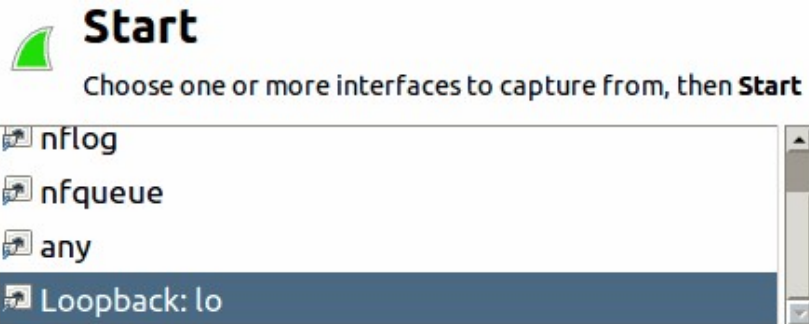 Start
Choose one or more interfaces to capture from, then Start
nflog
nfqueue
any
Loopback: lo